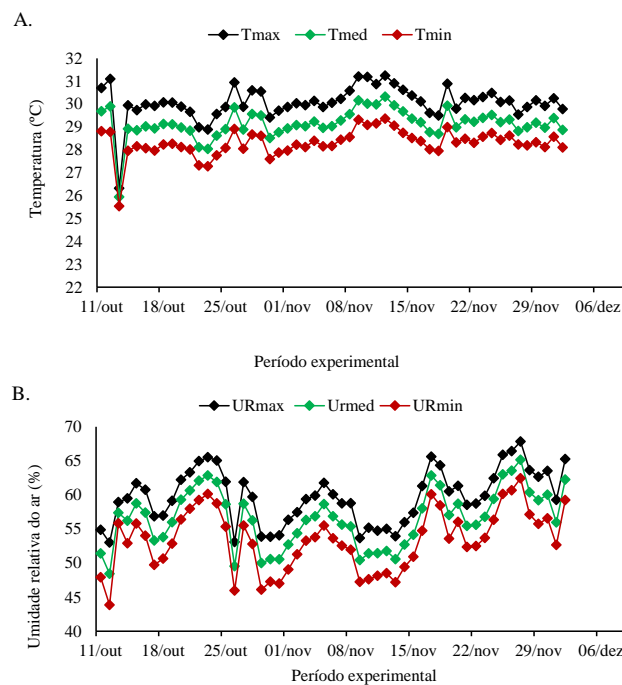 A.
Tmax Tmed Tmin
Temperatura (ºC)
32
31
30
29
28
27
26
25
24
23
22
11/out 18/out 25/out 01/nov 08/nov 15/nov 22/nov 29/nov 06/dez
Período experimental
B.
URmax Urmed URmin
Umidade relativa do ar (%)
70
65
60
55
50
45
40
11/out 18/out 25/out 01/nov 08/nov 15/nov 22/nov 29/nov 06/dez
Período experimental